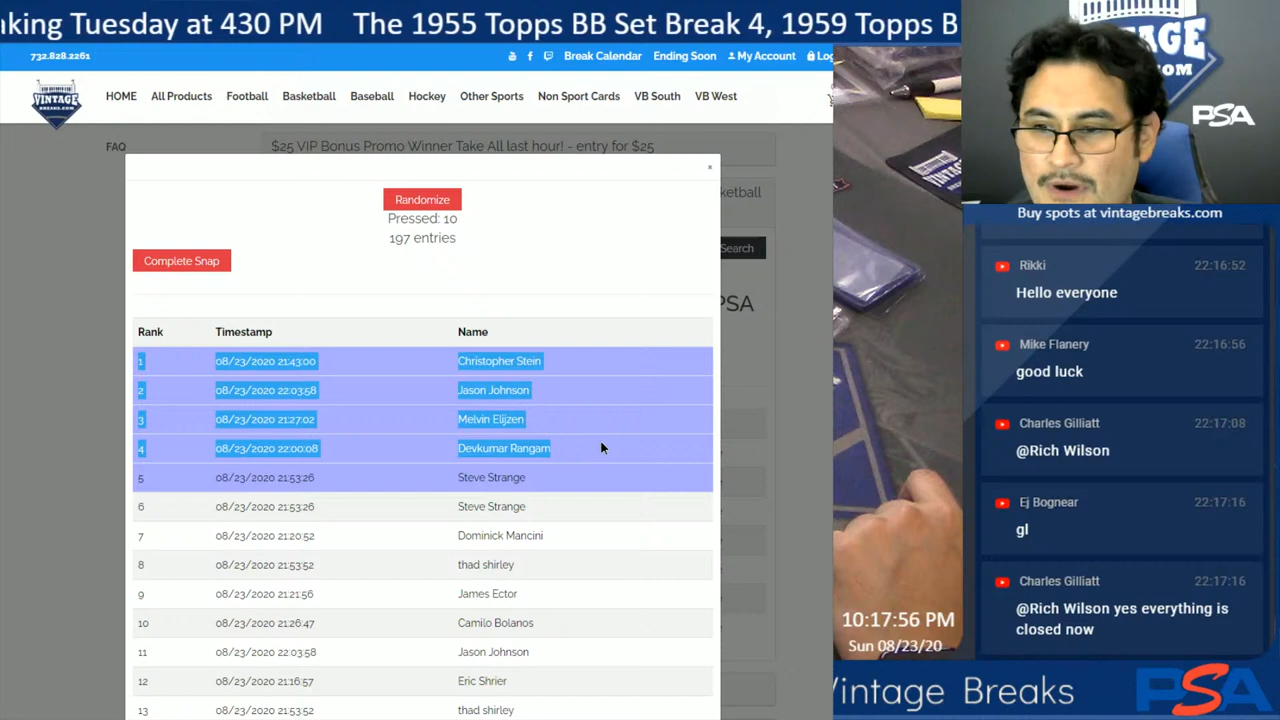 aking Tuesday at 430 PM The 1955 Topps BB Set Break 4, 1959 Topps B
732.828.2261
Break Calendar Ending Soon My Account Log
VINTAGE
BREAKS.COM
HOME All Products Football Basketball Baseball Hockey Other Sports Non Sport Cards VB South VB West
FAQ
$25 VIP Bonus Promo Winner Take All last hour! - entry for $25
×
Randomize
Pressed: 10
197 entries
Complete Snap
ketball
Search
PSA
Rank Timestamp Name
1 08/23/2020 21:43:00 Christopher Stein
2 08/23/2020 22:03:58 Jason Johnson
3 08/23/2020 21:27:02 Melvin Elijzen
4 08/23/2020 22:00:08 Devkumar Rangam
5 08/23/2020 21:53:26 Steve Strange
6 08/23/2020 21:53:26 Steve Strange
7 08/23/2020 21:20:52 Dominick Mancini
8 08/23/2020 21:53:52 thad shirley
9 08/23/2020 21:21:56 James Ector
10 08/23/2020 21:26:47 Camilo Bolanos
11 08/23/2020 22:03:58 Jason Johnson
12 08/23/2020 21:16:57 Eric Shrier
13 08/23/2020 21:53:52 thad shirley
TAGE
.COM
PSA
Buy spots at vintagebreaks.com
Rikki 22:16:52
Hello everyone
Mike Flanery 22:16:56
good luck
Charles Gilliatt 22:17:08
@Rich Wilson
Ej Bognear 22:17:16
gl
Charles Gilliatt 22:17:16
@Rich Wilson yes everything is
closed now
10:17:56 PM
Sun 08/23/20
Vintage Breaks
PSA